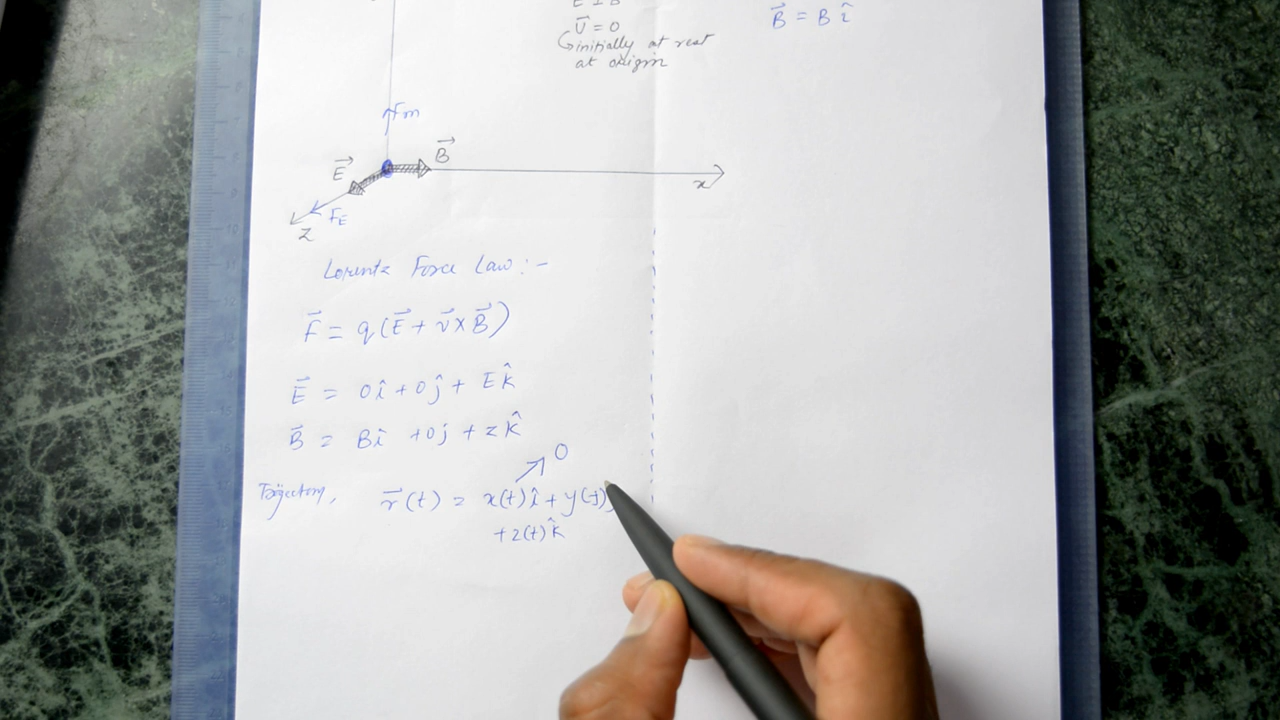 E ⊥ B
B⃗ = B î
v̄ = 0
initially at rest
at origin
Fm
E⃗
B⃗
x
FE
Z
Lorentz Force Law :-
F⃗ = q(E⃗ + v⃗ × B⃗)
E⃗ = 0î + 0ĵ + Ek̂
B⃗ = Bî + 0ĵ + zk̂
0
Trajectory, r⃗(t) = x(t)î + y(t)
+ z(t)k̂